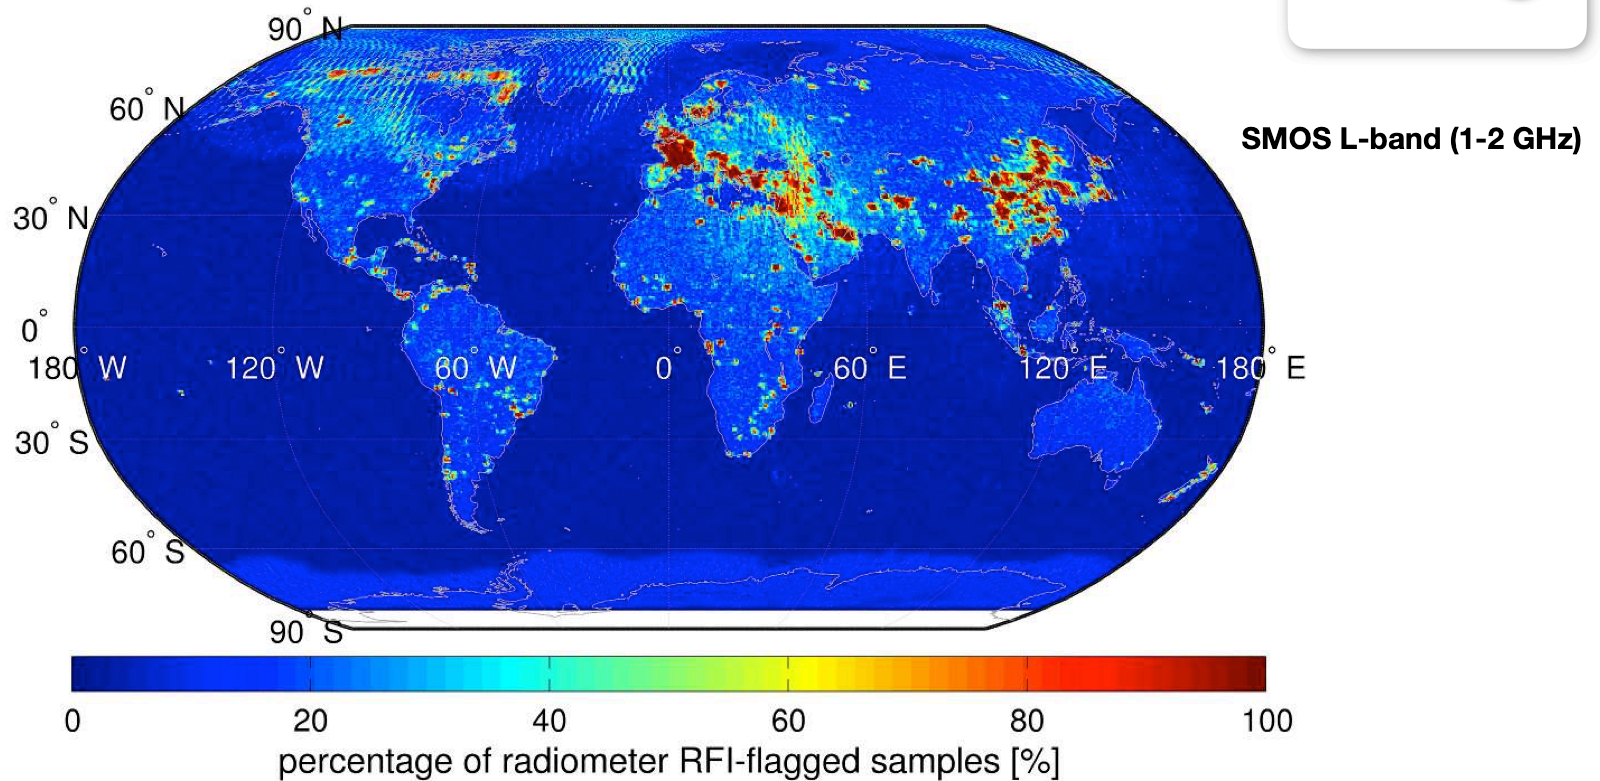 90° N
60° N
SMOS L-band (1-2 GHz)
30° N
0°
180° W
120° W
60° W
0°
60° E
120° E
180° E
30° S
60° S
90° S
0 20 40 60 80 100
percentage of radiometer RFI-flagged samples [%]